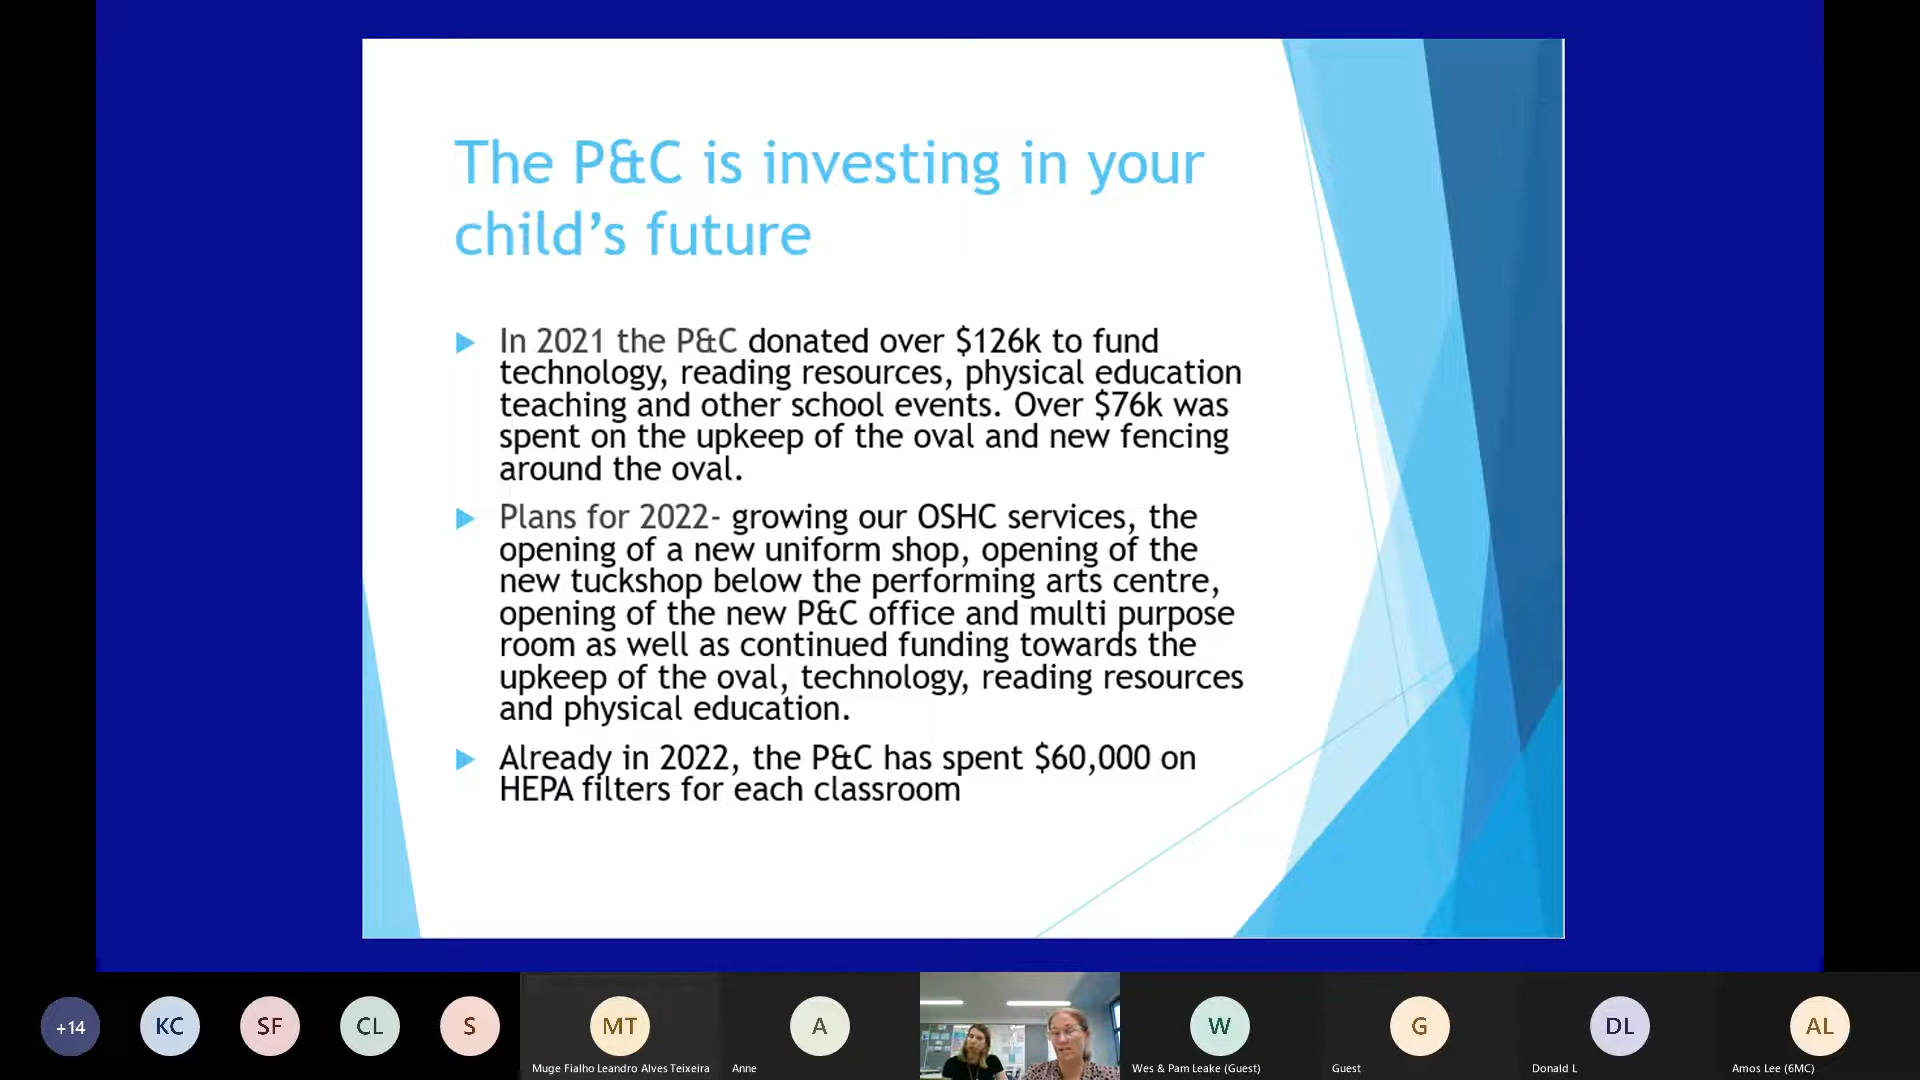 The P&C is investing in your
child’s future
In 2021 the P&C donated over $126k to fund
technology, reading resources, physical education
teaching and other school events. Over $76k was
spent on the upkeep of the oval and new fencing
around the oval.
Plans for 2022- growing our OSHC services, the
opening of a new uniform shop, opening of the
new tuckshop below the performing arts centre,
opening of the new P&C office and multi purpose
room as well as continued funding towards the
upkeep of the oval, technology, reading resources
and physical education.
Already in 2022, the P&C has spent $60,000 on
HEPA filters for each classroom
+14
KC
SF
CL
S
MT
A
W
G
DL
AL
Muge Fialho Leandro Alves Teixeira
Anne
Wes & Pam Leake (Guest)
Guest
Donald L
Amos Lee (6MC)